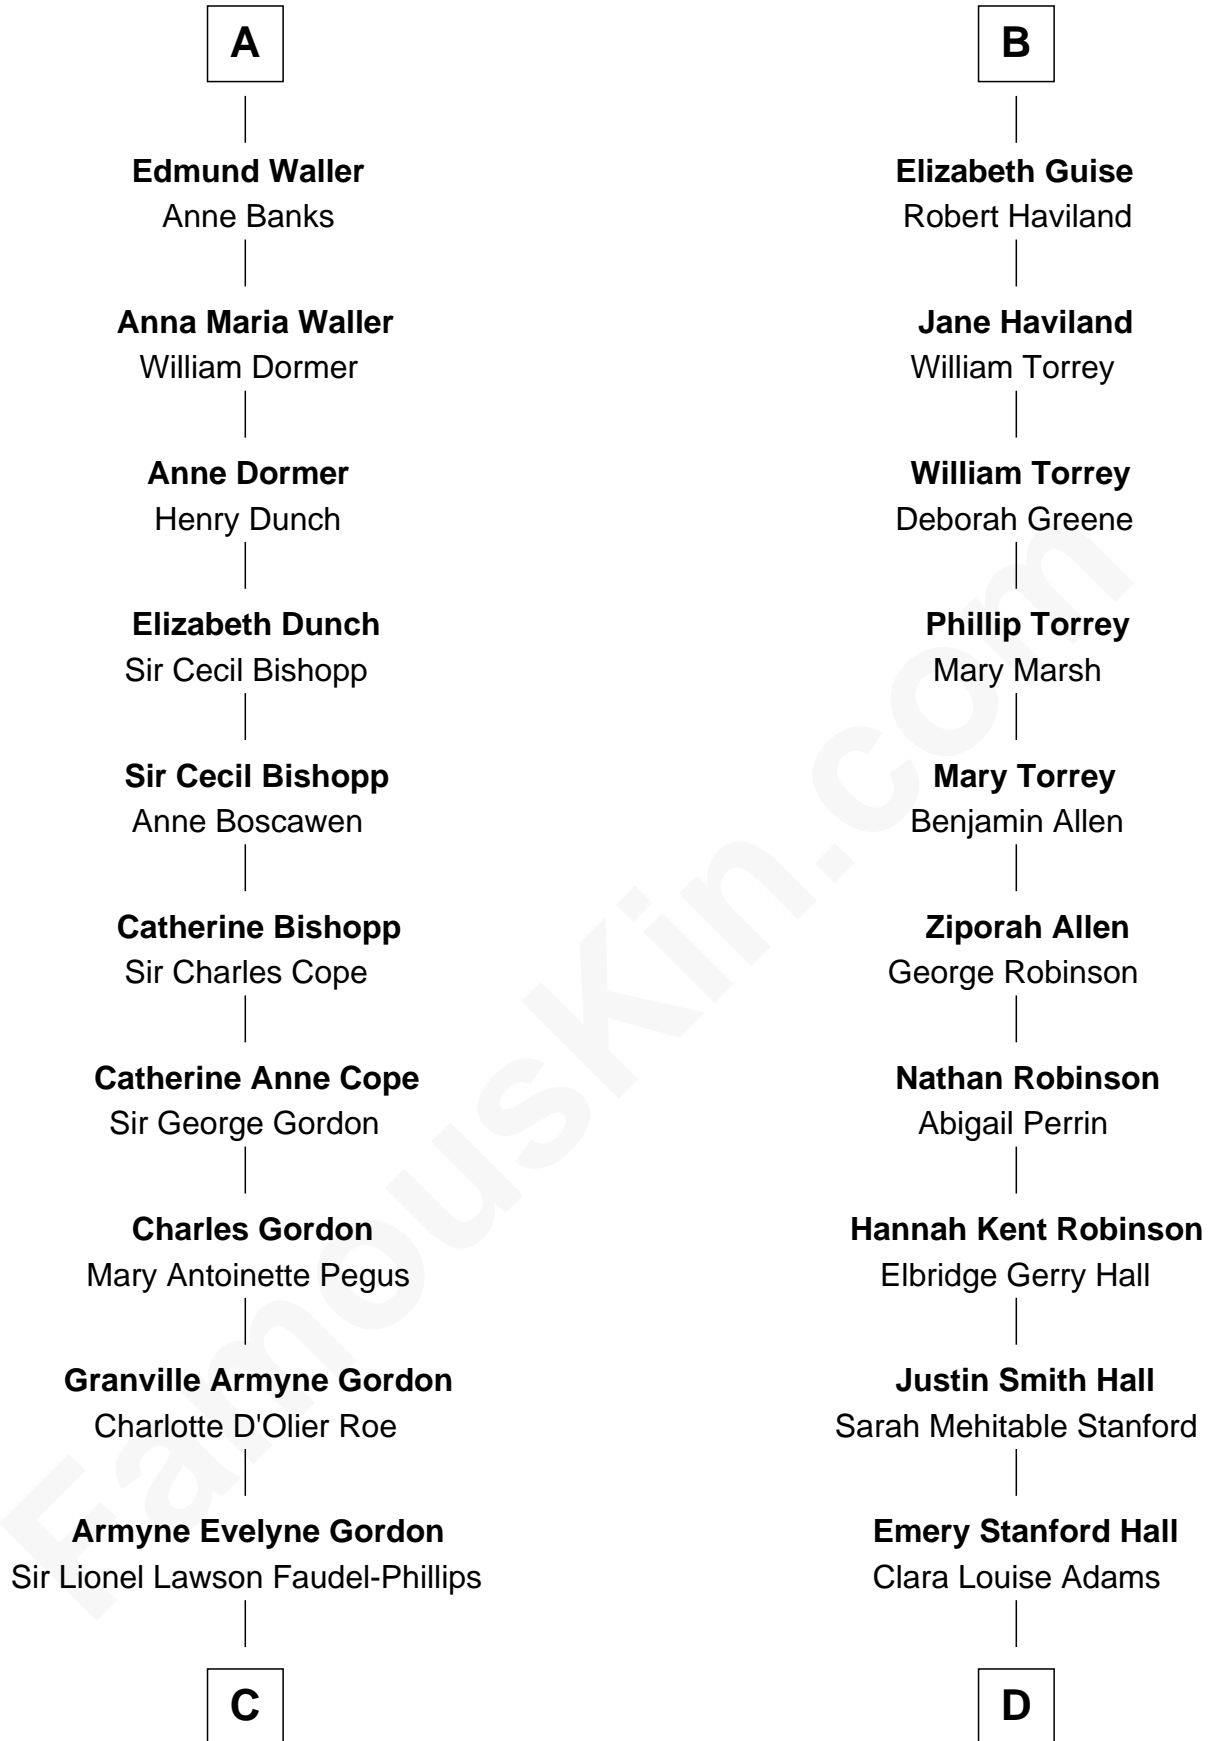 A
Edmund Waller
Anne Banks
Anna Maria Waller
William Dormer
Anne Dormer
Henry Dunch
Elizabeth Dunch
Sir Cecil Bishopp
Sir Cecil Bishopp
Anne Boscawen
Catherine Bishopp
Sir Charles Cope
Catherine Anne Cope
Sir George Gordon
Charles Gordon
Mary Antoinette Pegus
Granville Armyne Gordon
Charlotte D'Olier Roe
Armyne Evelyne Gordon
Sir Lionel Lawson Faudel-Phillips
C
B
Elizabeth Guise
Robert Haviland
Jane Haviland
William Torrey
William Torrey
Deborah Greene
Phillip Torrey
Mary Marsh
Mary Torrey
Benjamin Allen
Ziporah Allen
George Robinson
Nathan Robinson
Abigail Perrin
Hannah Kent Robinson
Elbridge Gerry Hall
Justin Smith Hall
Sarah Mehitable Stanford
Emery Stanford Hall
Clara Louise Adams
D
FamousKin.com